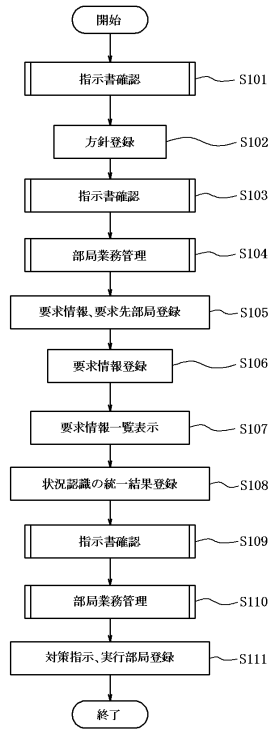 開始
指示書確認 S101
方針登録 S102
指示書確認 S103
部局業務管理 S104
要求情報、要求先部局登録 S105
要求情報登録 S106
要求情報一覧表示 S107
状況認識の統一結果登録 S108
指示書確認 S109
部局業務管理 S110
対策指示、実行部局登録 S111
終了